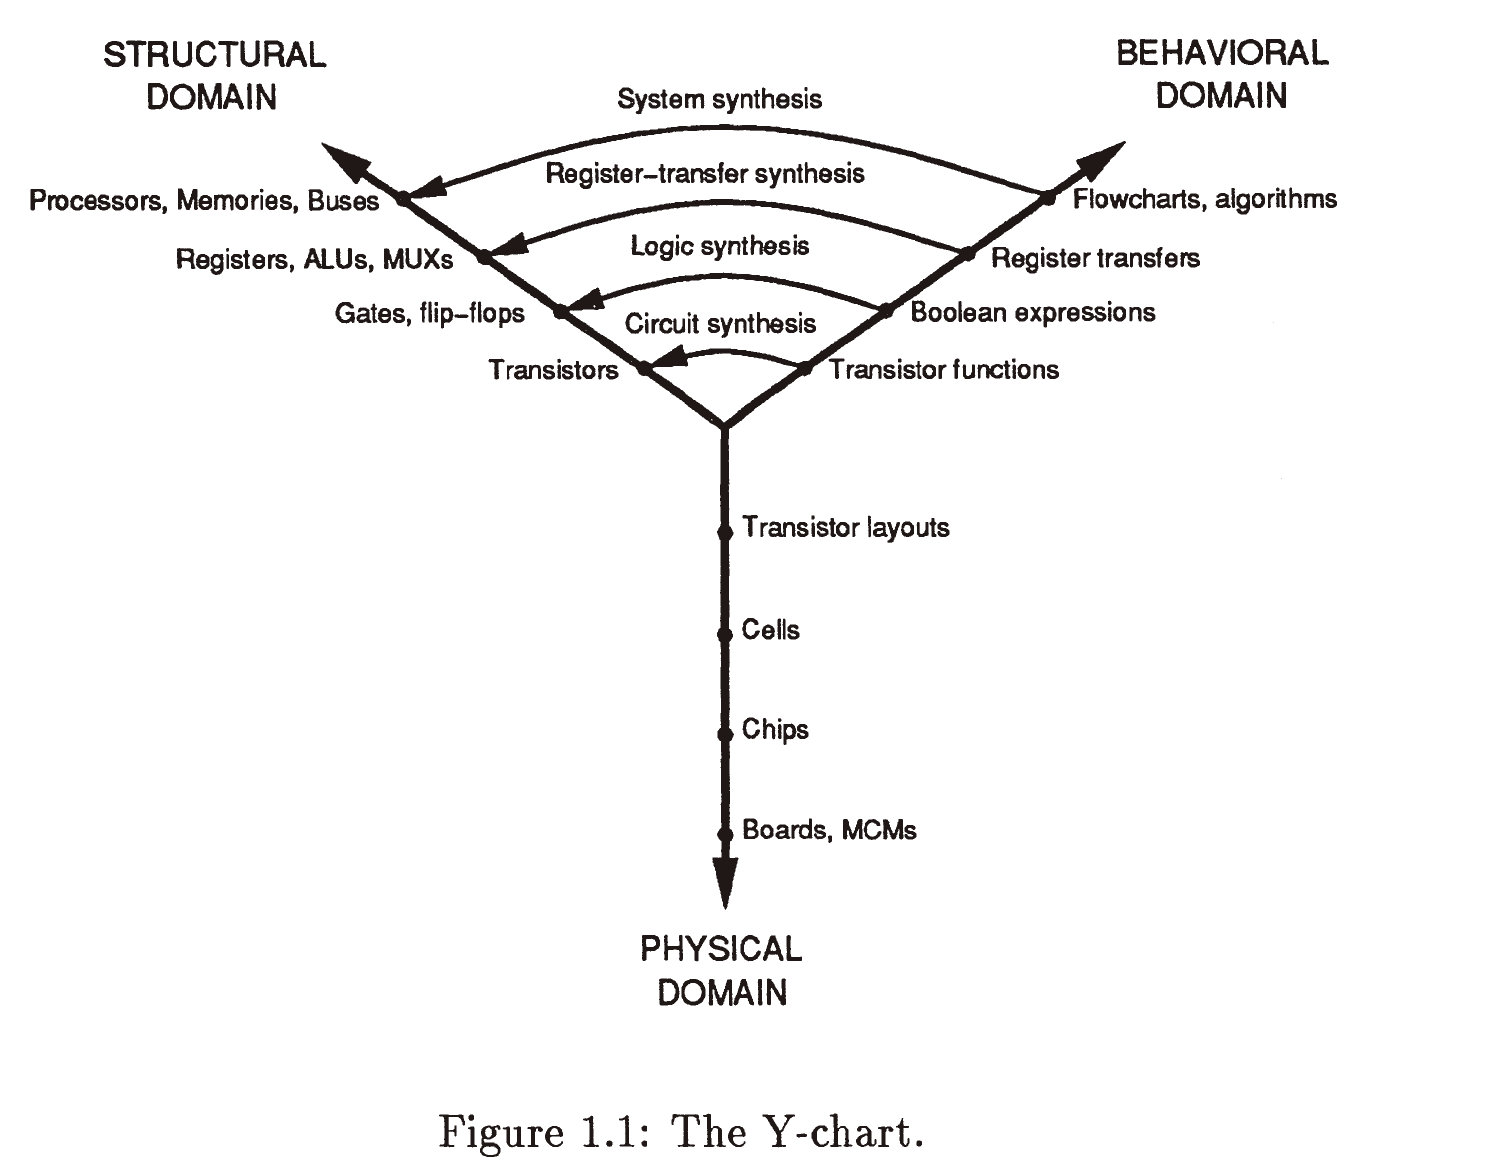 STRUCTURAL
DOMAIN
BEHAVIORAL
DOMAIN
System synthesis
Register–transfer synthesis
Processors, Memories, Buses
Flowcharts, algorithms
Logic synthesis
Registers, ALUs, MUXs
Register transfers
Gates, flip–flops
Boolean expressions
Circuit synthesis
Transistors
Transistor functions
Transistor layouts
Cells
Chips
Boards, MCMs
PHYSICAL
DOMAIN
Figure 1.1: The Y-chart.